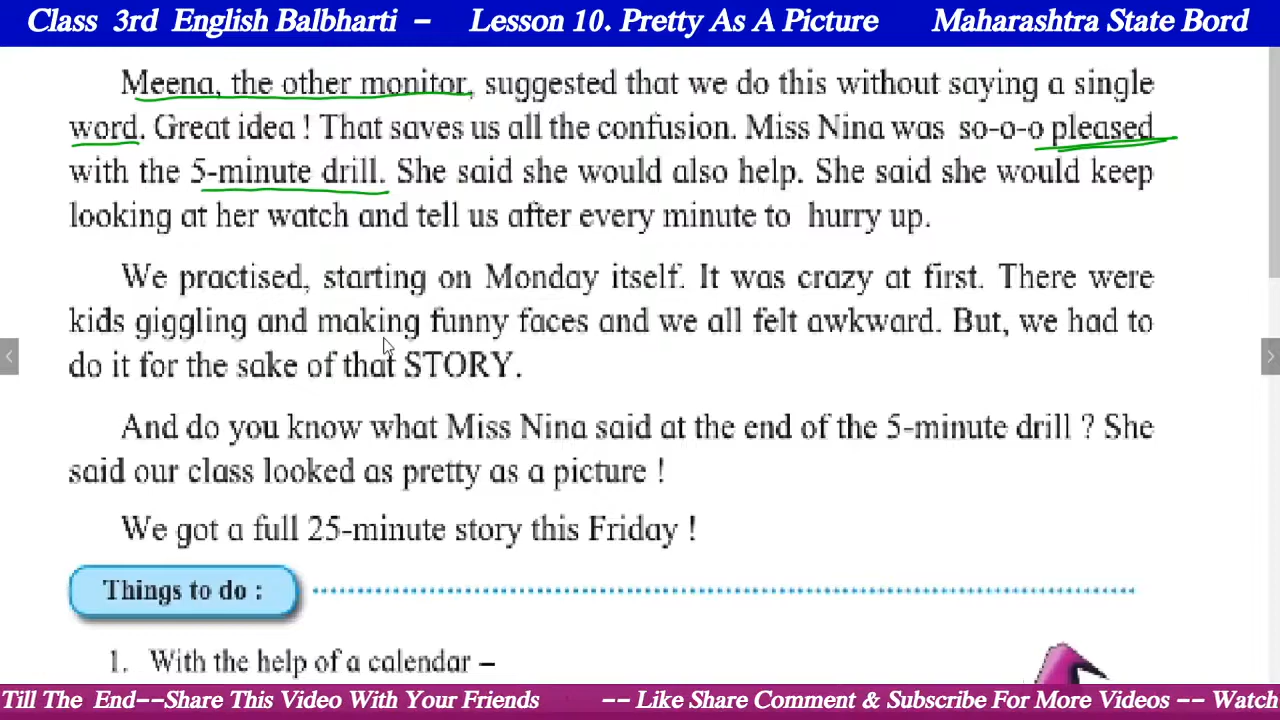 Class 3rd English Balbharti – Lesson 10. Pretty As A Picture Maharashtra State Bord
Meena, the other monitor, suggested that we do this without saying a single
word. Great idea ! That saves us all the confusion. Miss Nina was so-o-o pleased
with the 5-minute drill. She said she would also help. She said she would keep
looking at her watch and tell us after every minute to hurry up.
We practised, starting on Monday itself. It was crazy at first. There were
kids giggling and making funny faces and we all felt awkward. But, we had to
do it for the sake of that STORY.
And do you know what Miss Nina said at the end of the 5-minute drill ? She
said our class looked as pretty as a picture !
We got a full 25-minute story this Friday !
Things to do :
1. With the help of a calendar –
Till The End--Share This Video With Your Friends -- Like Share Comment & Subscribe For More Videos -- Watch